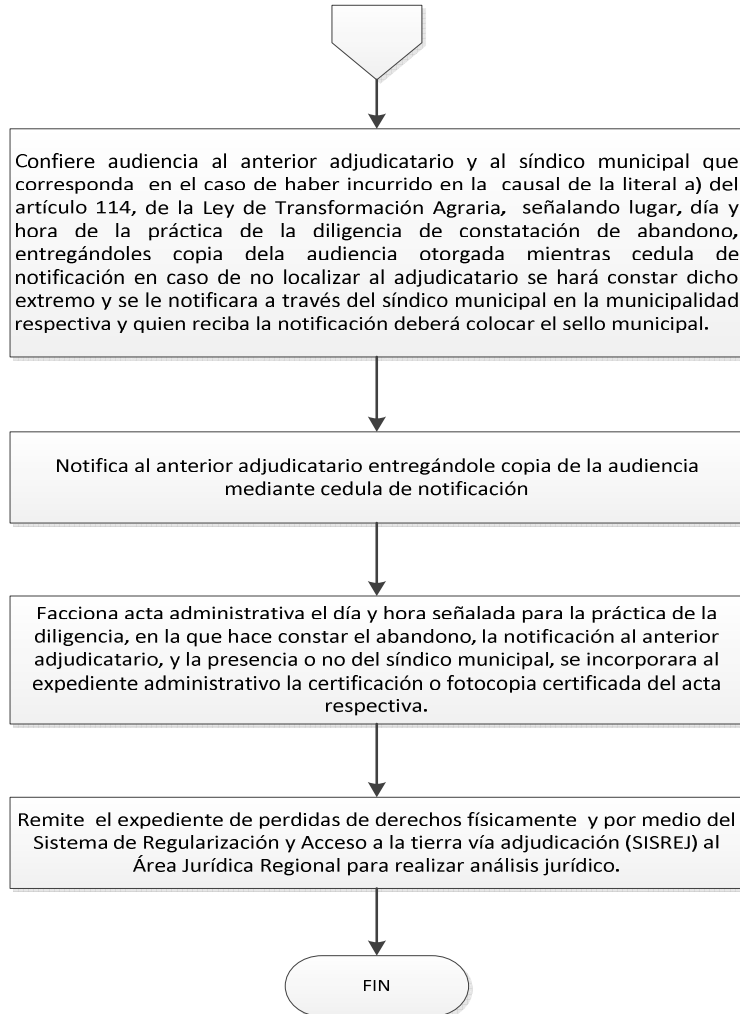 Confiere audiencia al anterior adjudicatario y al síndico municipal que
corresponda en el caso de haber incurrido en la causal de la literal a) del
artículo 114, de la Ley de Transformación Agraria, señalando lugar, día y
hora de la práctica de la diligencia de constatación de abandono,
entregándoles copia dela audiencia otorgada mientras cedula de
notificación en caso de no localizar al adjudicatario se hará constar dicho
extremo y se le notificara a través del síndico municipal en la municipalidad
respectiva y quien reciba la notificación deberá colocar el sello municipal.
Notifica al anterior adjudicatario entregándole copia de la audiencia
mediante cedula de notificación
Facciona acta administrativa el día y hora señalada para la práctica de la
diligencia, en la que hace constar el abandono, la notificación al anterior
adjudicatario, y la presencia o no del síndico municipal, se incorporara al
expediente administrativo la certificación o fotocopia certificada del acta
respectiva.
Remite el expediente de perdidas de derechos físicamente y por medio del
Sistema de Regularización y Acceso a la tierra vía adjudicación (SISREJ) al
Área Jurídica Regional para realizar análisis jurídico.
FIN